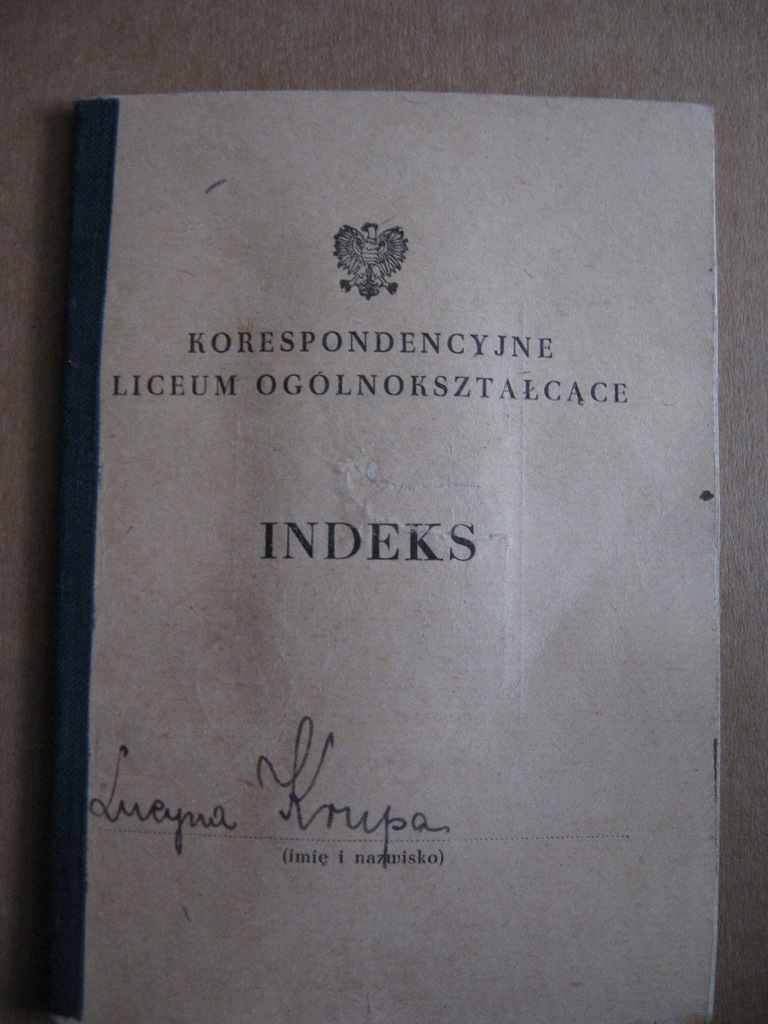 KORESPONDENCYJNE
LICEUM OGÓLNOKSZTAŁCĄCE
INDEKS
Lucyna Krupa
(imię i nazwisko)